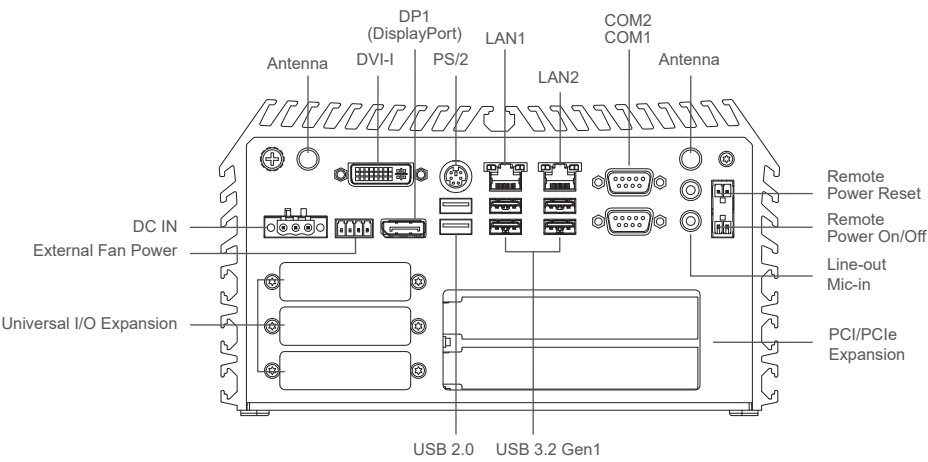 DP1
(DisplayPort)
COM2
COM1
LAN1
Antenna
DVI-I
PS/2
Antenna
LAN2
Remote
Power Reset
DC IN
Remote
Power On/Off
External Fan Power
Line-out
Mic-in
Universal I/O Expansion
PCI/PCIe
Expansion
USB 2.0
USB 3.2 Gen1